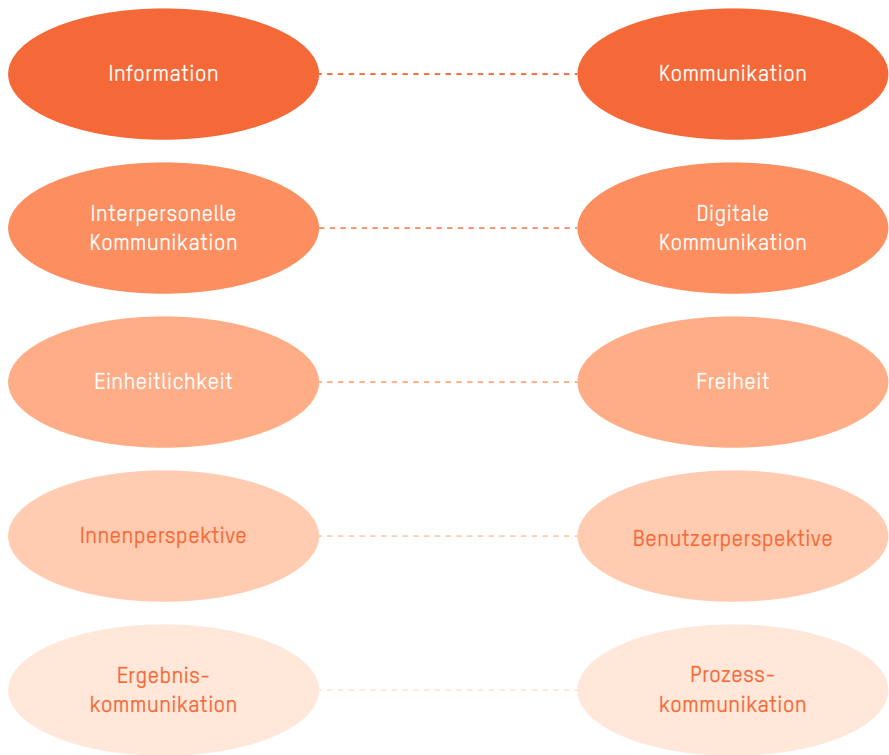 Information
Kommunikation
Interpersonelle
Kommunikation
Digitale
Kommunikation
Einheitlichkeit
Freiheit
Innenperspektive
Benutzerperspektive
Ergebnis-
kommunikation
Prozess-
kommunikation